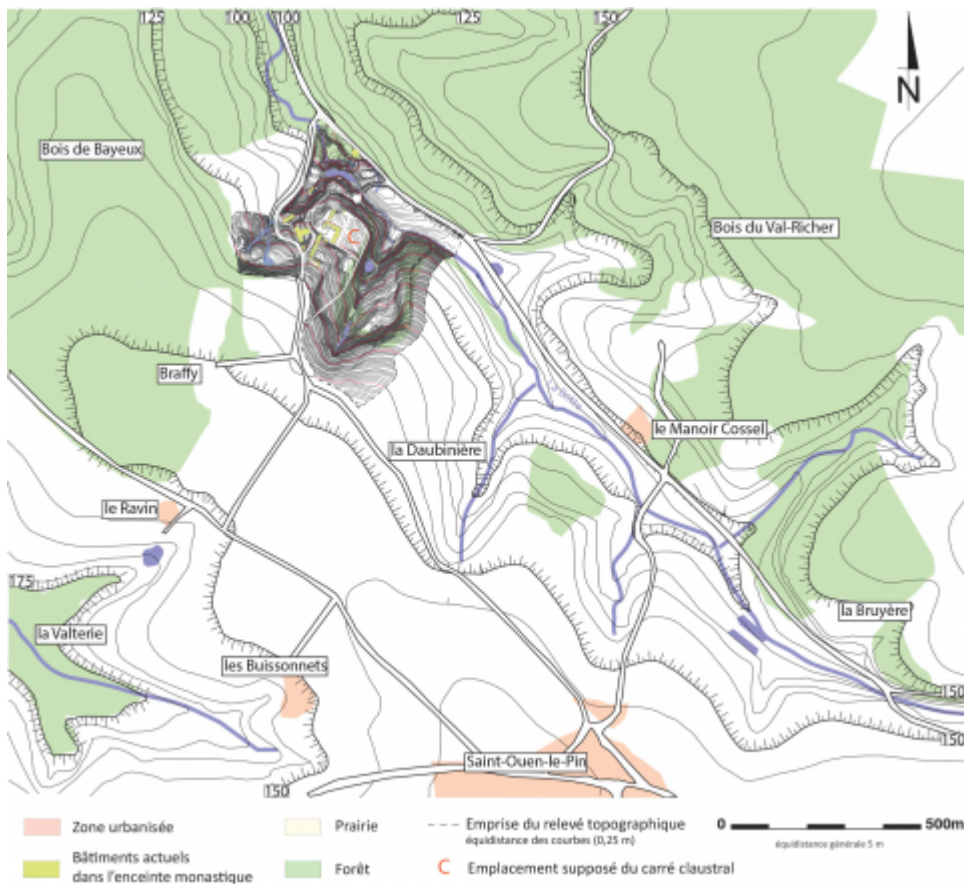 125
100
100
125
150
N
Bois de Bayeux
Bois du Val-Richer
C
Braffy
le Manoir Cossel
la Daubinière
le Ravin
175
la Valterie
la Bruyère
les Buissonnets
150
150
Saint-Ouen-le-Pin
150
Zone urbanisée
Bâtiments actuels
dans l'enceinte monastique
Prairie
Forêt
Emprise du relevé topographique
équidistance des courbes (0,25 m)
C Emplacement supposé du carré claustral
0 500m
équidistance générale 5 m